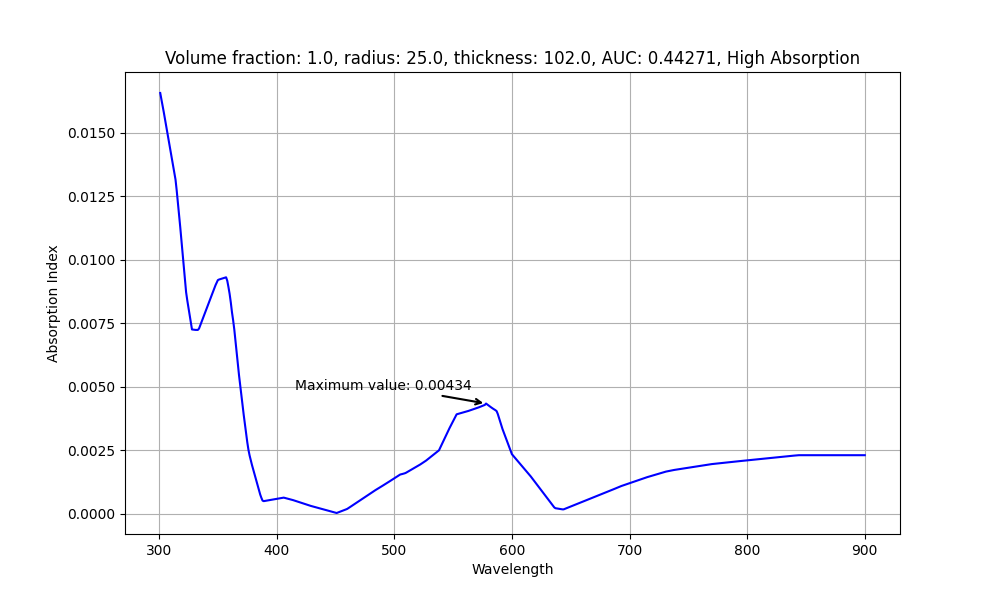 Volume fraction: 1.0, radius: 25.0, thickness: 102.0, AUC: 0.44271, High Absorption
0.0150
0.0125
0.0100
0.0075
0.0050
0.0025
0.0000
Absorption Index
Maximum value: 0.00434
300 400 500 600 700 800 900
Wavelength